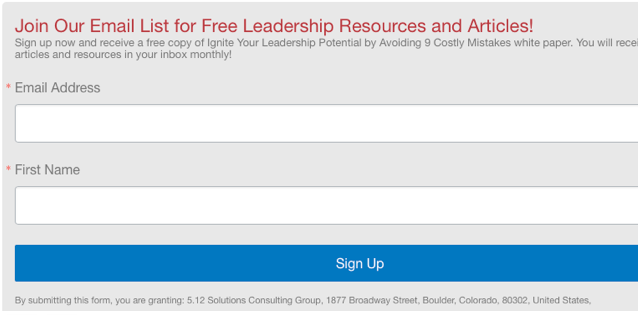 Join Our Email List for Free Leadership Resources and Articles!
Sign up now and receive a free copy of Ignite Your Leadership Potential by Avoiding 9 Costly Mistakes white paper. You will
articles and resources in your inbox monthly!
* Email Address
* First Name
Sign Up
By submitting this form, you are granting: 5.12 Solutions Consulting Group, 1877 Broadway Street, Boulder, Colorado, 80302, United States,